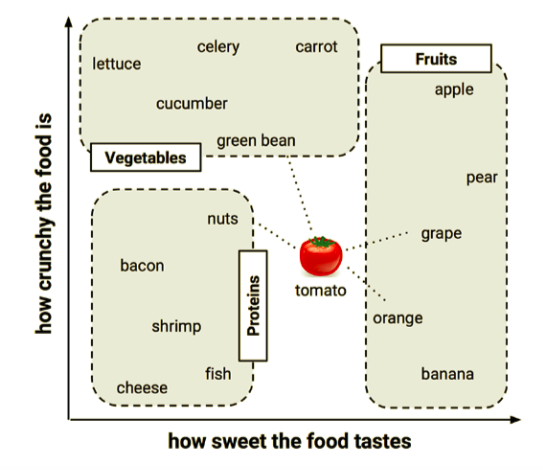 celery
carrot
lettuce
Fruits
apple
cucumber
green bean
Vegetables
pear
nuts
grape
bacon
tomato
Proteins
orange
shrimp
fish
banana
cheese
how crunchy the food is
how sweet the food tastes